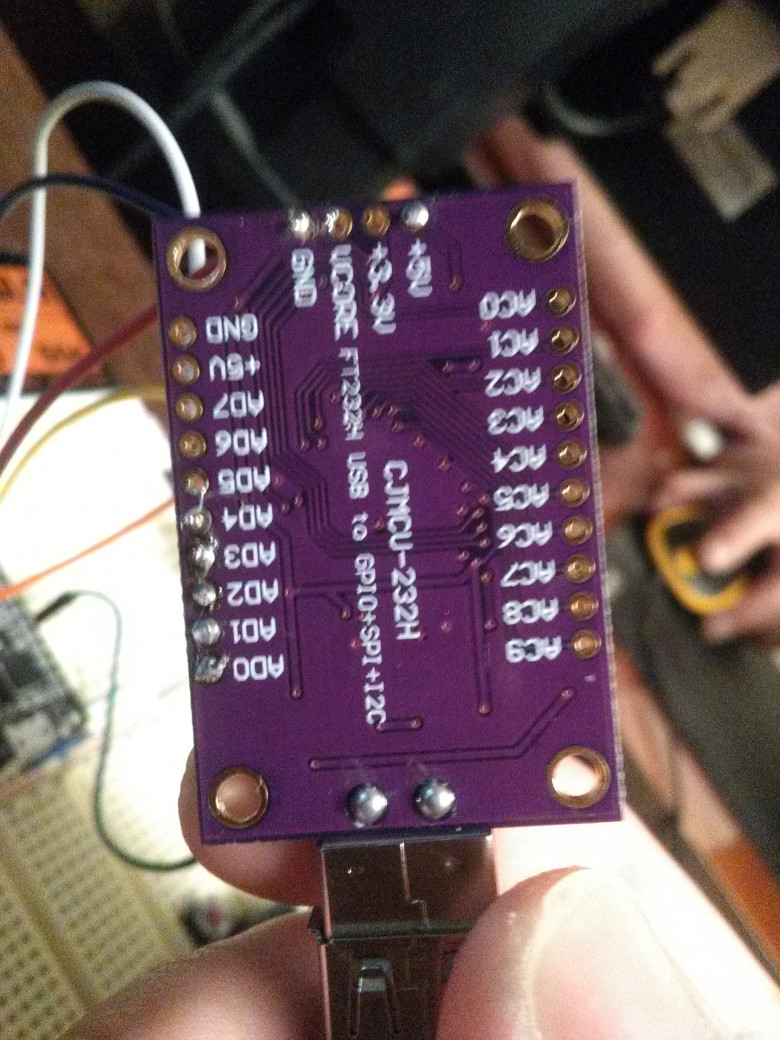 GND
VCORE
+3.3V
+5V
GND
+5V
AD7
AD6
AD5
AD4
AD3
AD2
AD1
AD0
AC0
AC1
AC2
AC3
AC4
AC5
AC6
AC7
AC8
AC9
CJMCU-232H
FT232H USB to GPIO+SPI+I2C